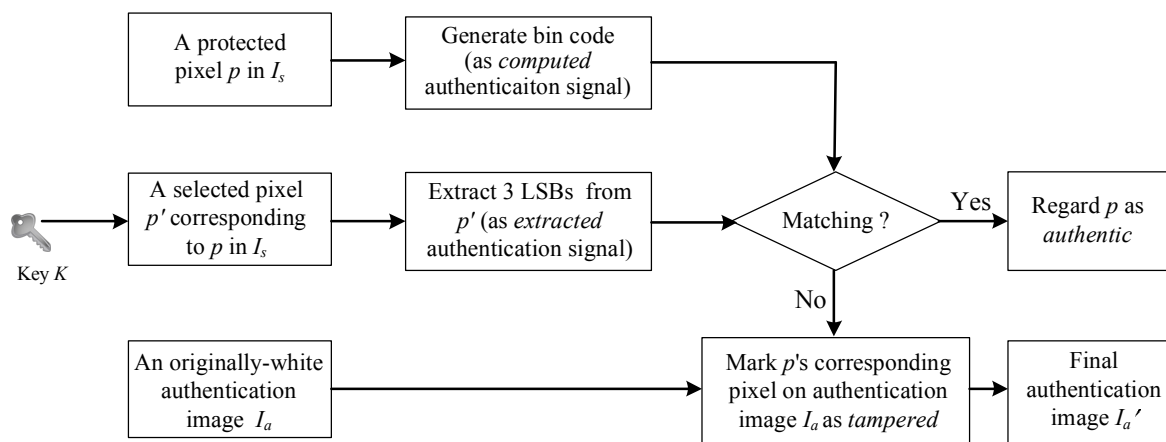 A protected
pixel p in Is
Generate bin code
(as computed
authenticaiton signal)
Key K
A selected pixel
p' corresponding
to p in Is
Extract 3 LSBs from
p' (as extracted
authentication signal)
Matching ?
Yes
Regard p as
authentic
No
An originally-white
authentication
image Ia
Mark p's corresponding
pixel on authentication
image Ia as tampered
Final
authentication
image Ia'